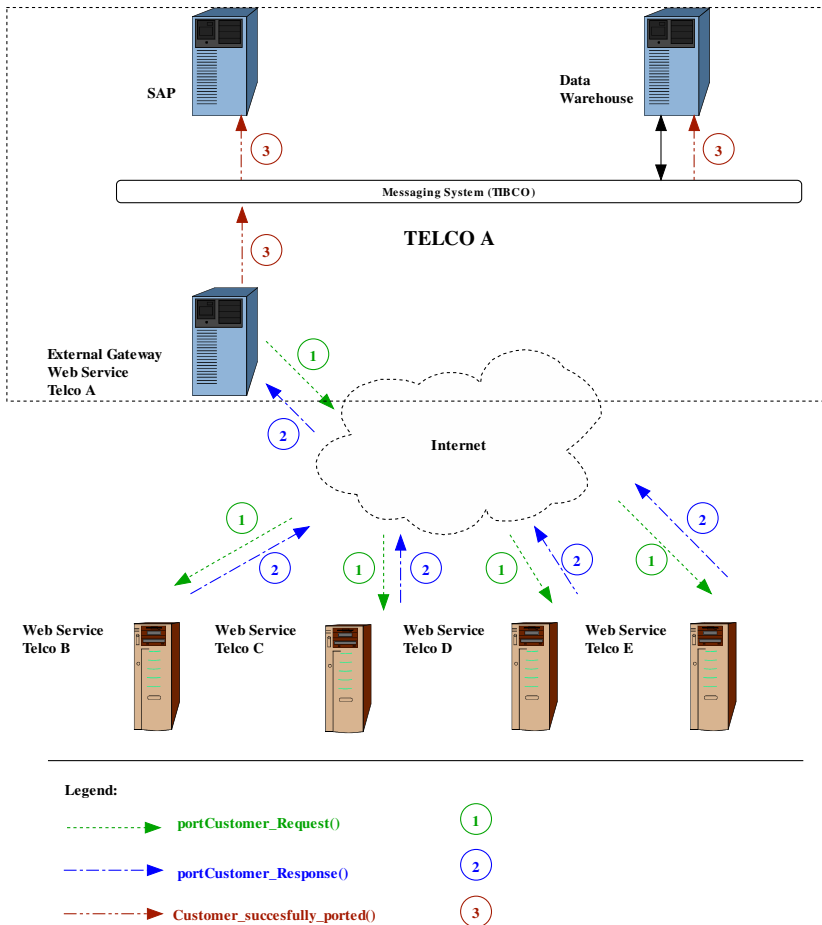 SAP
Data
Warehouse
3
3
Messaging System (TIBCO)
TELCO A
3
External Gateway
Web Service
Telco A
1
2
Internet
1
2
1
2
1
2
2
1
Web Service
Telco B
Web Service
Telco C
Web Service
Telco D
Web Service
Telco E
Legend:
portCustomer_Request() 1
portCustomer_Response() 2
Customer_succesfully_ported() 3